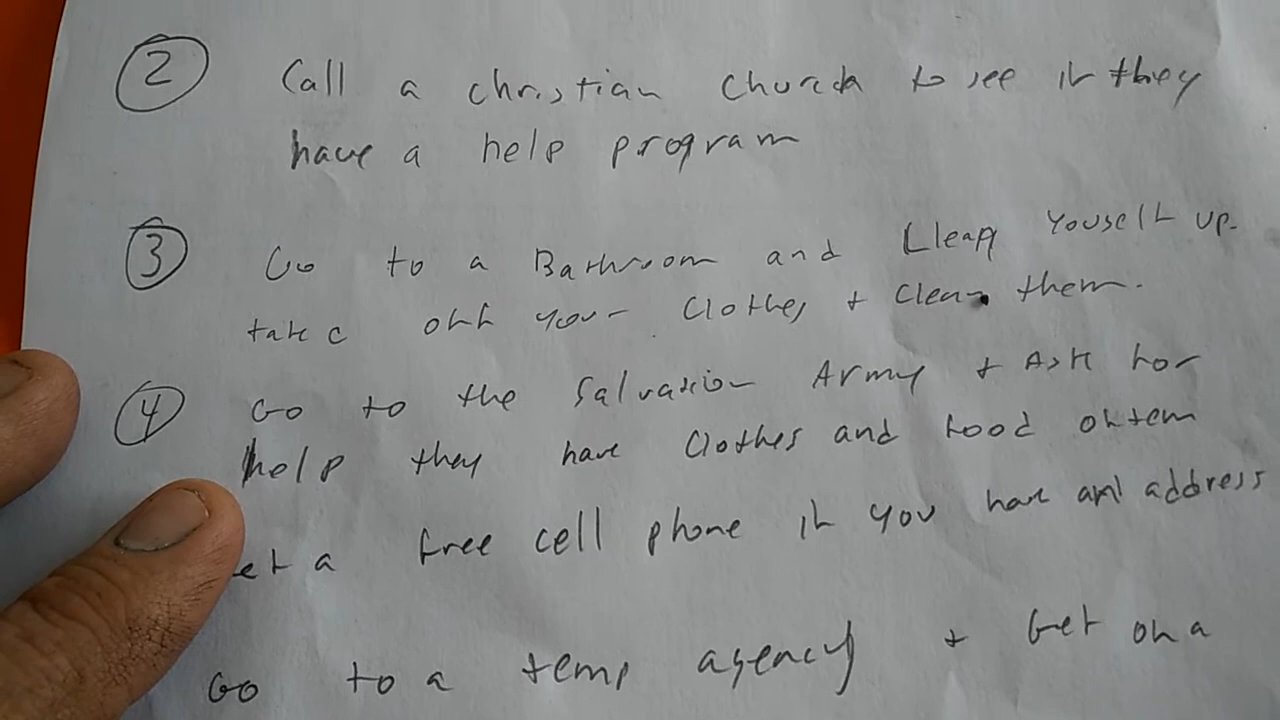 2 Call a christian Church to see if they
have a help program
3 Go to a Bathroom and Clean Youself up.
take off your Clothes + Clean them.
4 Go to the Salvation Army + Ask for
help they have Clothes and food oftem
et a free cell phone if you have an address
Go to a temp agency + Get on a